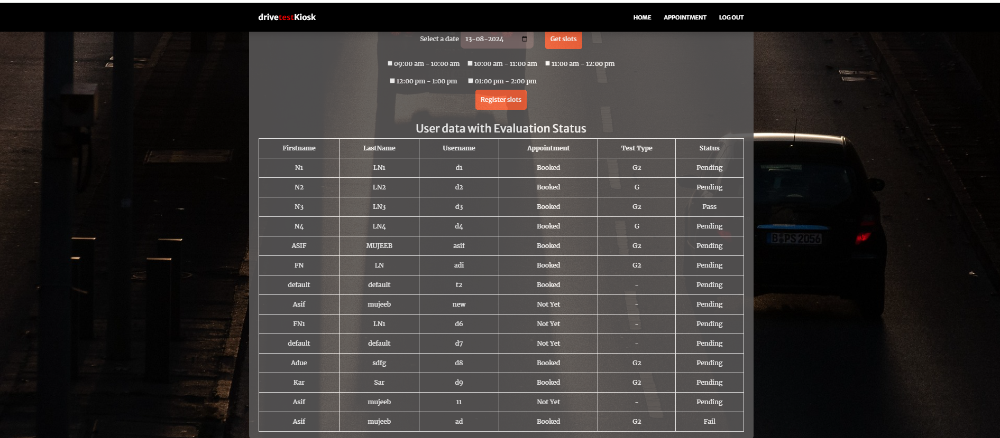 drivetestKiosk HOME APPOINTMENT LOG OUT
Select a date 13-08-2024 Get slots
09:00 am - 10:00 am 10:00 am - 11:00 am 11:00 am - 12:00 pm
12:00 pm - 1:00 pm 01:00 pm - 2:00 pm
Register slots
User data with Evaluation Status
Firstname LastName Username Appointment Test Type Status
N1 LN1 d1 Booked G2 Pending
N2 LN2 d2 Booked G Pending
N3 LN3 d3 Booked G2 Pass
N4 LN4 d4 Booked G Pending
ASIF MUJEEB asif Booked G2 Pending
FN LN adi Booked G2 Pending
default default t2 Booked - Pending
Asif mujeeb new Not Yet - Pending
FN1 LN1 d6 Not Yet - Pending
default default d7 Not Yet - Pending
Adue sdfg d8 Booked G2 Pending
Kar Sar d9 Booked G2 Pending
Asif mujeeb 11 Not Yet - Pending
Asif mujeeb ad Booked G2 Fail
B PS 2056